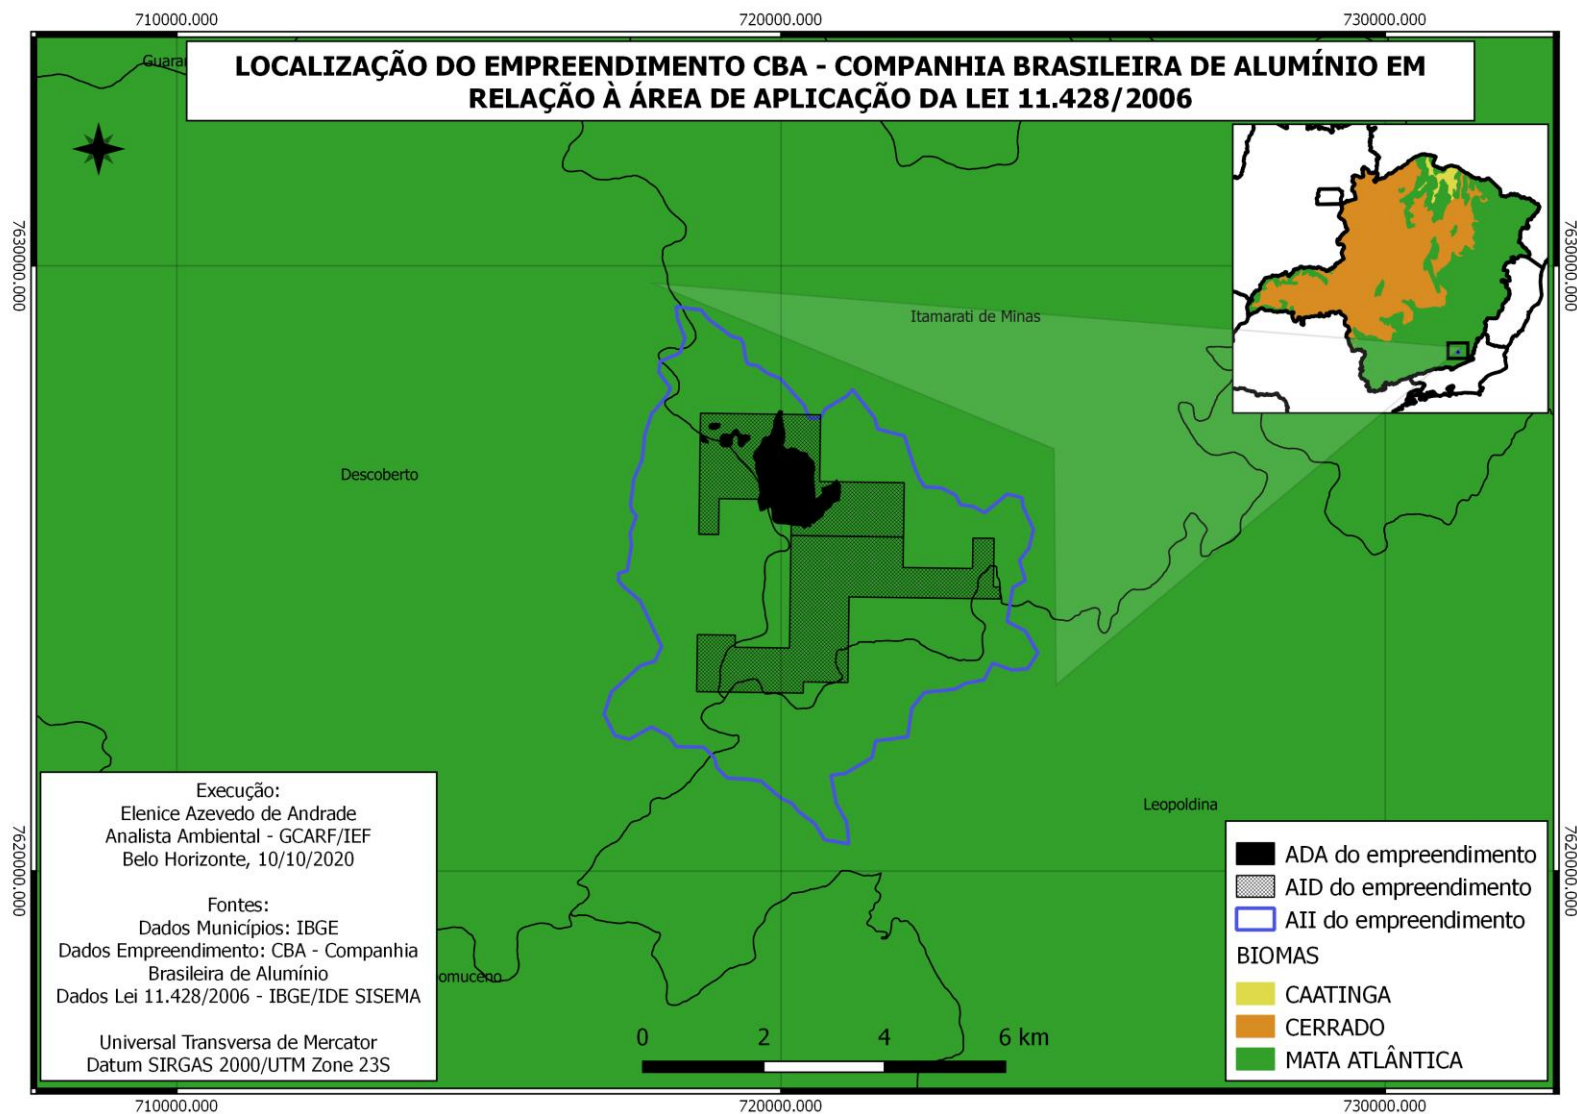 710000.000
720000.000
730000.000
LOCALIZAÇÃO DO EMPREENDIMENTO CBA - COMPANHIA BRASILEIRA DE ALUMÍNIO EM
RELAÇÃO À ÁREA DE APLICAÇÃO DA LEI 11.428/2006
7630000.000
7630000.000
Itamarati de Minas
Descoberto
Leopoldina
7620000.000
7620000.000
Execução:
Elenice Azevedo de Andrade
Analista Ambiental - GCARF/IEF
Belo Horizonte, 10/10/2020
Fontes:
Dados Municípios: IBGE
Dados Empreendimento: CBA - Companhia
Brasileira de Alumínio
Dados Lei 11.428/2006 - IBGE/IDE SISEMA
Universal Transversa de Mercator
Datum SIRGAS 2000/UTM Zone 23S
0 2 4 6 km
ADA do empreendimento
AID do empreendimento
AII do empreendimento
BIOMAS
CAATINGA
CERRADO
MATA ATLÂNTICA
710000.000
720000.000
730000.000